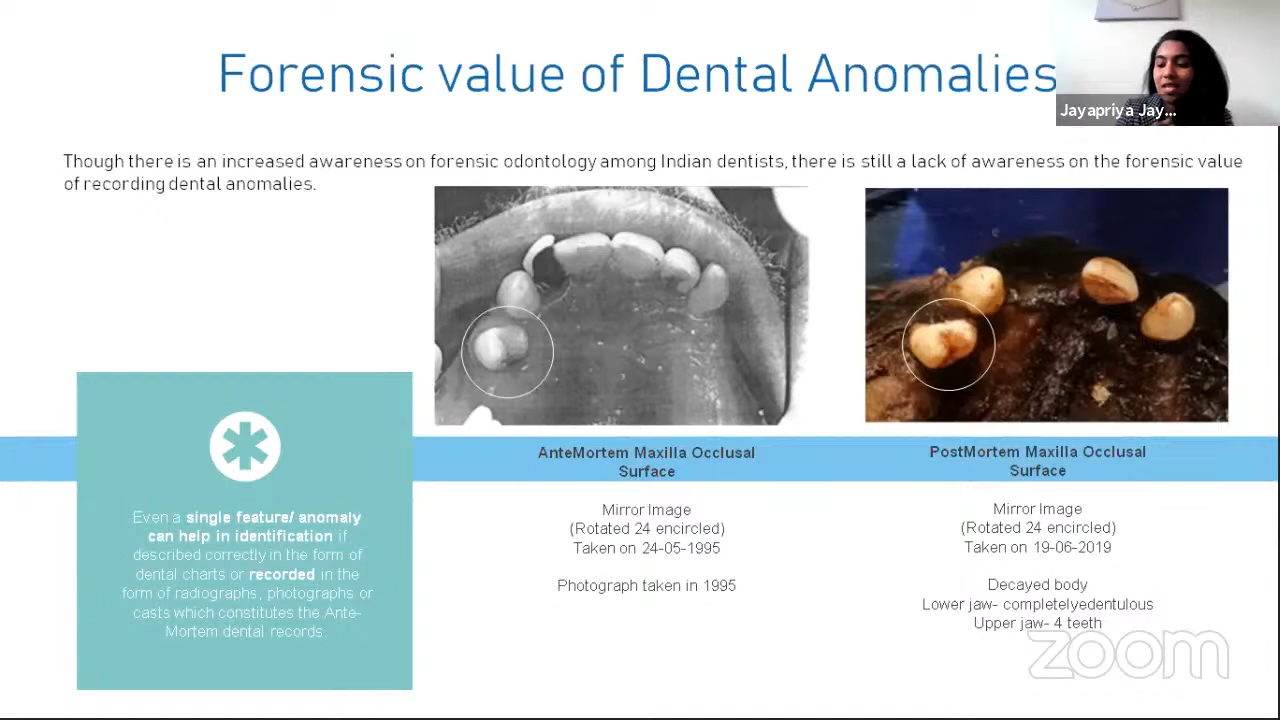 Forensic value of Dental Anomalies
Jayapriya Jay...
Though there is an increased awareness on forensic odontology among Indian dentists, there is still a lack of awareness on the forensic value
of recording dental anomalies.
Even a single feature/ anomaly
can help in identification if
described correctly in the form of
dental charts or recorded in the
form of radiographs, photographs or
casts which constitutes the Ante-
Mortem dental records.
AnteMortem Maxilla Occlusal
Surface
Mirror Image
(Rotated 24 encircled)
Taken on 24-05-1995
Photograph taken in 1995
PostMortem Maxilla Occlusal
Surface
Mirror Image
(Rotated 24 encircled)
Taken on 19-06-2019
Decayed body
Lower jaw- completelyedentulous
Upper jaw- 4 teeth
zoom